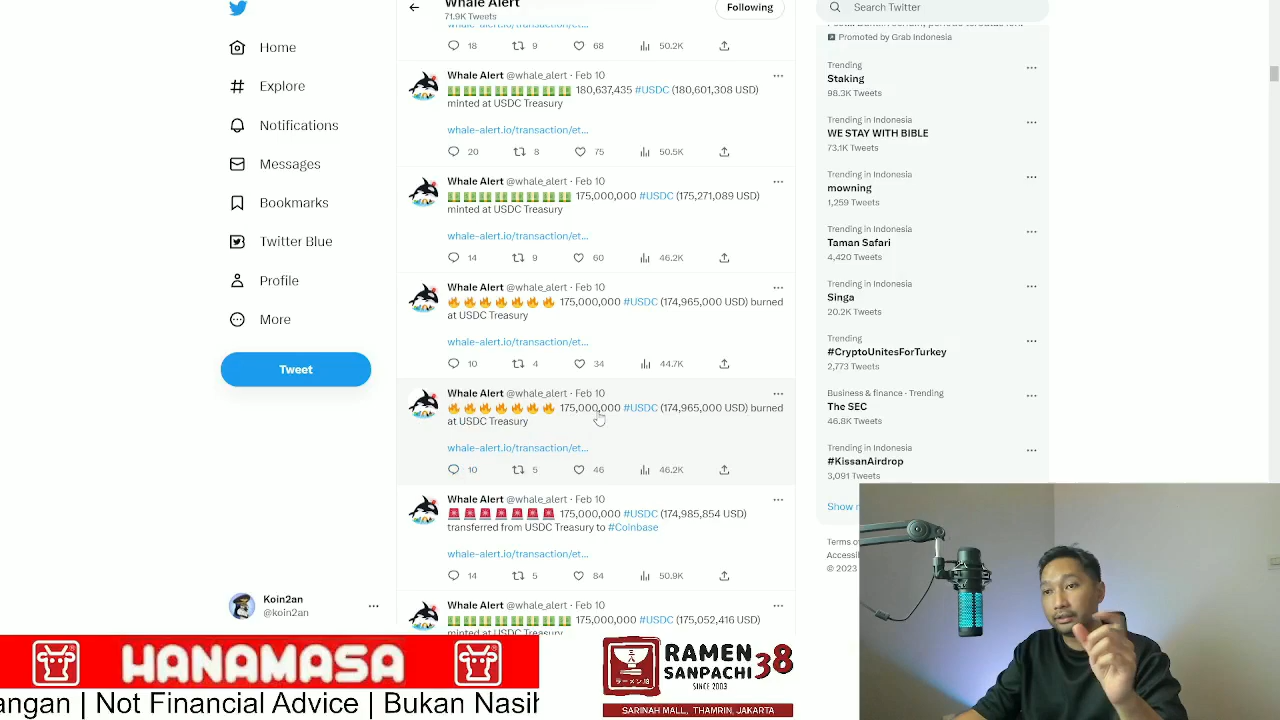 Home
Explore
Notifications
Messages
Bookmarks
Twitter Blue
Profile
More
Tweet
Koin2an
@koin2an
Whale Alert
71.9K Tweets
Following
18 9 68 50.2K
Whale Alert @whale_alert · Feb 10
180,637,435 #USDC (180,601,308 USD)
minted at USDC Treasury
whale-alert.io/transaction/et...
20 8 75 50.5K
Whale Alert @whale_alert · Feb 10
175,000,000 #USDC (175,271,089 USD)
minted at USDC Treasury
whale-alert.io/transaction/et...
14 9 60 46.2K
Whale Alert @whale_alert · Feb 10
175,000,000 #USDC (174,965,000 USD) burned
at USDC Treasury
whale-alert.io/transaction/et...
10 4 34 44.7K
Whale Alert @whale_alert · Feb 10
175,000,000 #USDC (174,965,000 USD) burned
at USDC Treasury
whale-alert.io/transaction/et...
10 5 46 46.2K
Whale Alert @whale_alert · Feb 10
175,000,000 #USDC (174,985,854 USD)
transferred from USDC Treasury to #Coinbase
whale-alert.io/transaction/et...
14 5 84 50.9K
Whale Alert @whale_alert · Feb 10
175,000,000 #USDC (175,052,416 USD)
minted at USDC Treasury
Search Twitter
Promoted by Grab Indonesia
Trending
Staking
98.3K Tweets
Trending in Indonesia
WE STAY WITH BIBLE
73.1K Tweets
Trending in Indonesia
mowning
1,259 Tweets
Trending in Indonesia
Taman Safari
4,420 Tweets
Trending in Indonesia
Singa
20.2K Tweets
Trending
#CryptoUnitesForTurkey
2,773 Tweets
Business & finance · Trending
The SEC
46.8K Tweets
Trending in Indonesia
#KissanAirdrop
3,091 Tweets
Show
Terms
© 2023
HANAMASA
RAMEN
SANPACHI 38
SINCE 2003
SARINAH MALL, THAMRIN, JAKARTA
angan | Not Financial Advice | Bukan Nasih